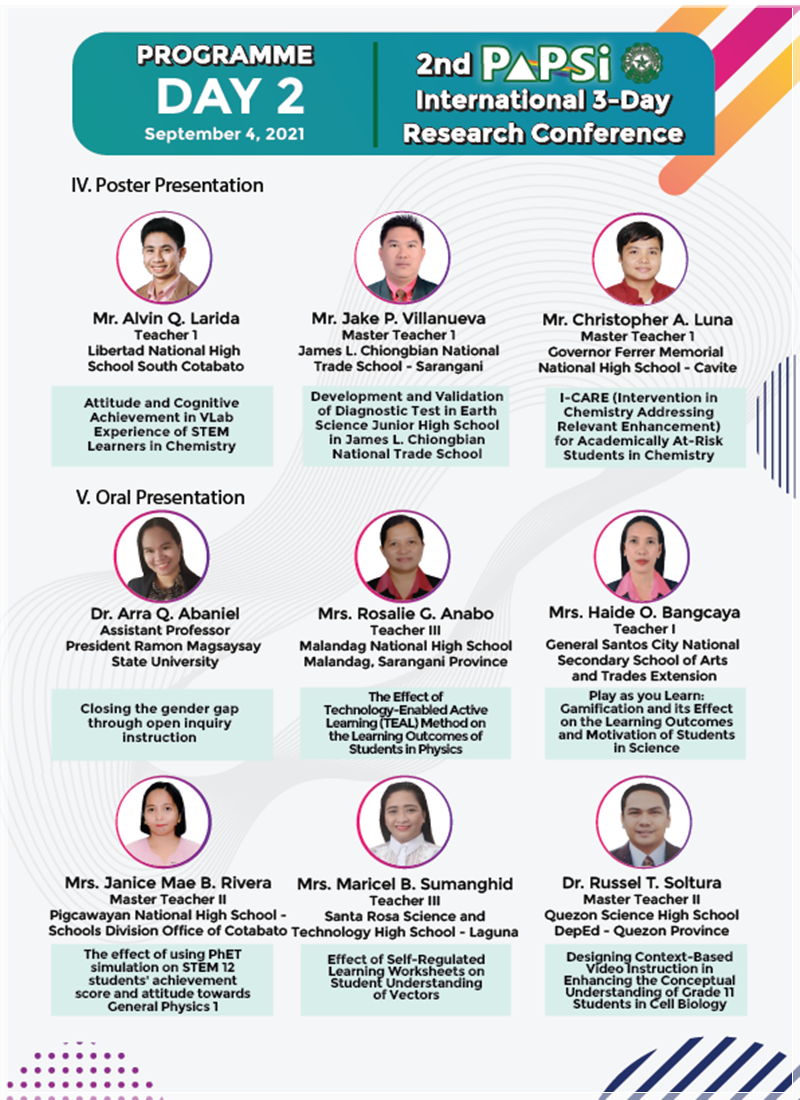 PROGRAMME
DAY 2
September 4, 2021
2nd PAPSi
International 3-Day
Research Conference
IV. Poster Presentation
Mr. Alvin Q. Larida
Teacher 1
Libertad National High
School South Cotabato
Attitude and Cognitive
Achievement in VLab
Experience of STEM
Learners in Chemistry
Mr. Jake P. Villanueva
Master Teacher 1
James L. Chiongbian National
Trade School - Sarangani
Development and Validation
of Diagnostic Test in Earth
Science Junior High School
in James L. Chiongbian
National Trade School
Mr. Christopher A. Luna
Master Teacher 1
Governor Ferrer Memorial
National High School - Cavite
I-CARE (Intervention in
Chemistry Addressing
Relevant Enhancement)
for Academically At-Risk
Students in Chemistry
V. Oral Presentation
Dr. Arra Q. Abaniel
Assistant Professor
President Ramon Magsaysay
State University
Closing the gender gap
through open inquiry
instruction
Mrs. Rosalie G. Anabo
Teacher III
Malandag National High School
Malandag, Sarangani Province
The Effect of
Technology-Enabled Active
Learning (TEAL) Method on
the Learning Outcomes of
Students in Physics
Mrs. Haide O. Bangcaya
Teacher I
General Santos City National
Secondary School of Arts
and Trades Extension
Play as you Learn:
Gamification and its Effect
on the Learning Outcomes
and Motivation of Students
in Science
Mrs. Janice Mae B. Rivera
Master Teacher II
Pigcawayan National High School -
Schools Division Office of Cotabato
The effect of using PhET
simulation on STEM 12
students' achievement
score and attitude towards
General Physics 1
Mrs. Maricel B. Sumanghid
Teacher III
Santa Rosa Science and
Technology High School - Laguna
Effect of Self-Regulated
Learning Worksheets on
Student Understanding
of Vectors
Dr. Russel T. Soltura
Master Teacher II
Quezon Science High School
DepEd - Quezon Province
Designing Context-Based
Video Instruction in
Enhancing the Conceptual
Understanding of Grade 11
Students in Cell Biology